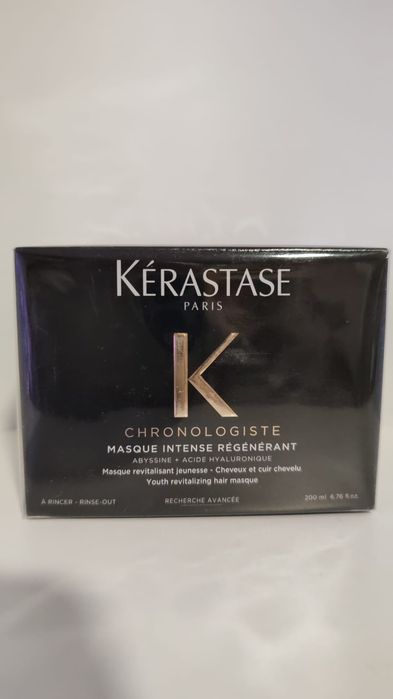 KÉRASTASE
PARIS
K
CHRONOLOGISTE
MASQUE INTENSE RÉGÉNÉRANT
ABYSSINE + ACIDE HYALURONIQUE
Masque revitalisant jeunesse - Cheveux et cuir chevelu
Youth revitalizing hair masque
À RINCER - RINSE-OUT RECHERCHE AVANCÉE 200 ml 6,76 fl.oz